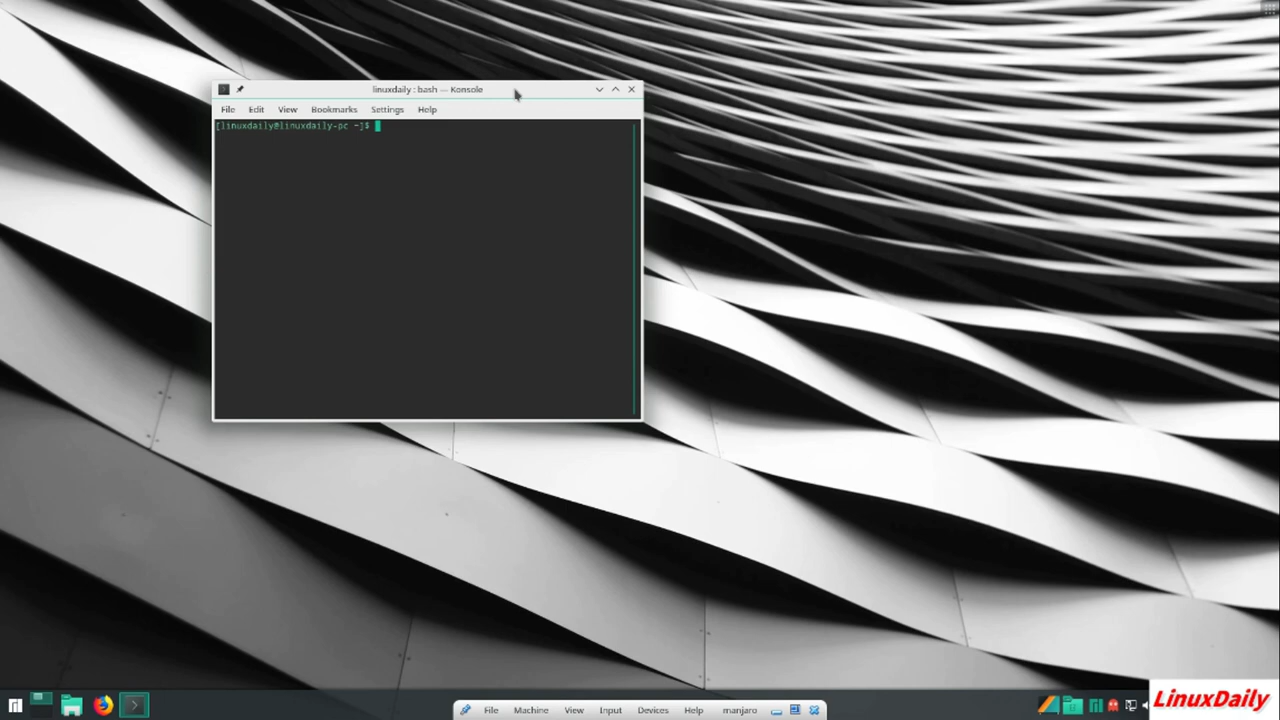 linuxdaily : bash — Konsole
File Edit View Bookmarks Settings Help
[linuxdaily@linuxdaily-pc ~]$
File Machine View Input Devices Help manjaro
LinuxDaily